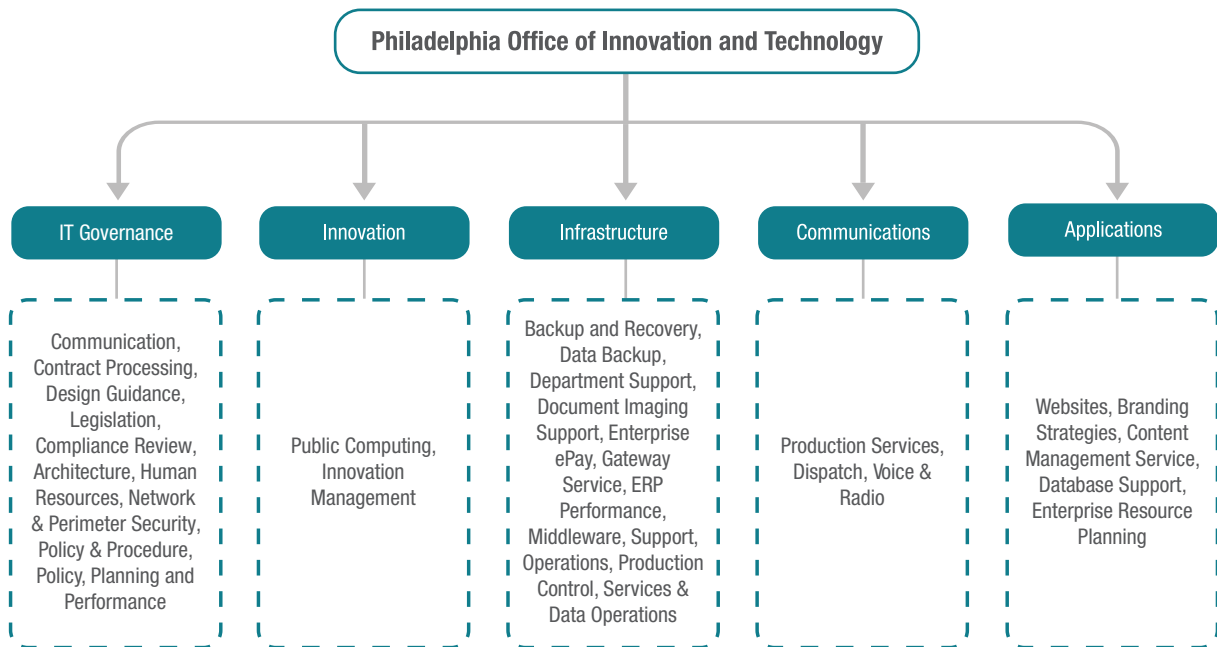 Philadelphia Office of Innovation and Technology
IT Governance
Communication,
Contract Processing,
Design Guidance,
Legislation,
Compliance Review,
Architecture, Human
Resources, Network
& Perimeter Security,
Policy & Procedure,
Policy, Planning and
Performance
Innovation
Public Computing,
Innovation
Management
Infrastructure
Backup and Recovery,
Data Backup,
Department Support,
Document Imaging
Support, Enterprise
ePay, Gateway
Service, ERP
Performance,
Middleware, Support,
Operations, Production
Control, Services &
Data Operations
Communications
Production Services,
Dispatch, Voice &
Radio
Applications
Websites, Branding
Strategies, Content
Management Service,
Database Support,
Enterprise Resource
Planning